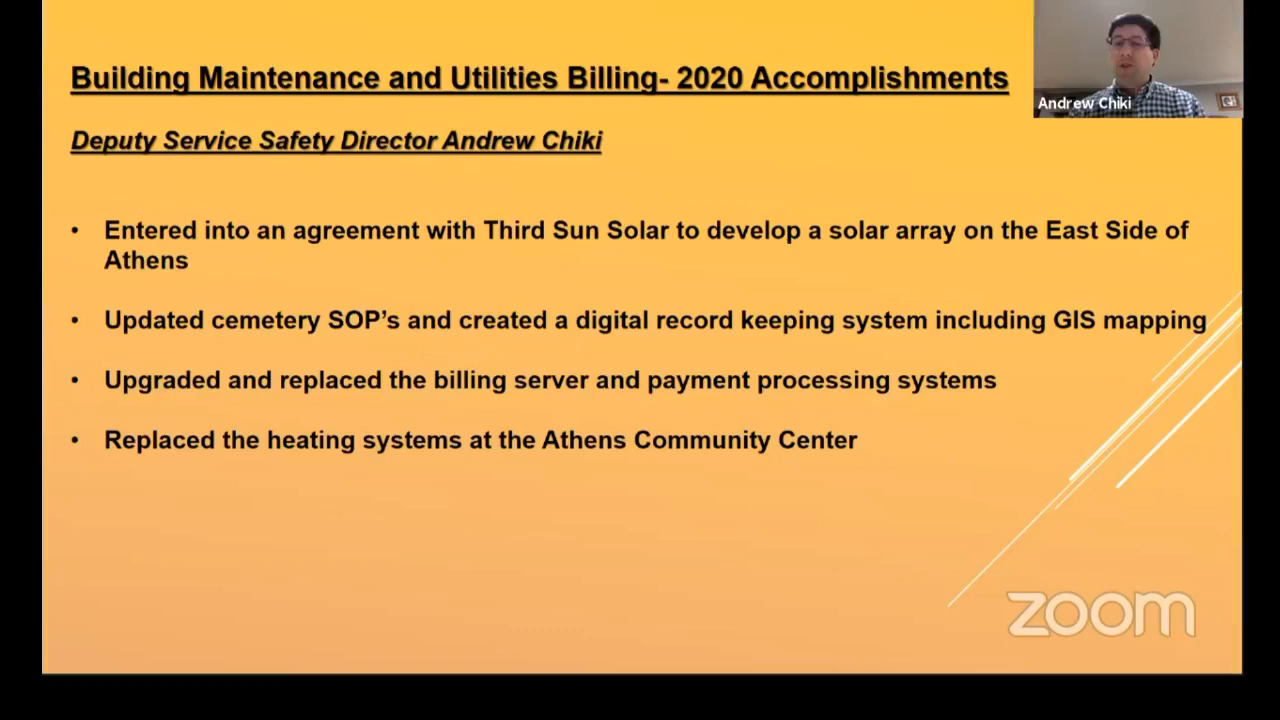 Building Maintenance and Utilities Billing- 2020 Accomplishments
Andrew Chiki
Deputy Service Safety Director Andrew Chiki
• Entered into an agreement with Third Sun Solar to develop a solar array on the East Side of
Athens
• Updated cemetery SOP’s and created a digital record keeping system including GIS mapping
• Upgraded and replaced the billing server and payment processing systems
• Replaced the heating systems at the Athens Community Center
zoom